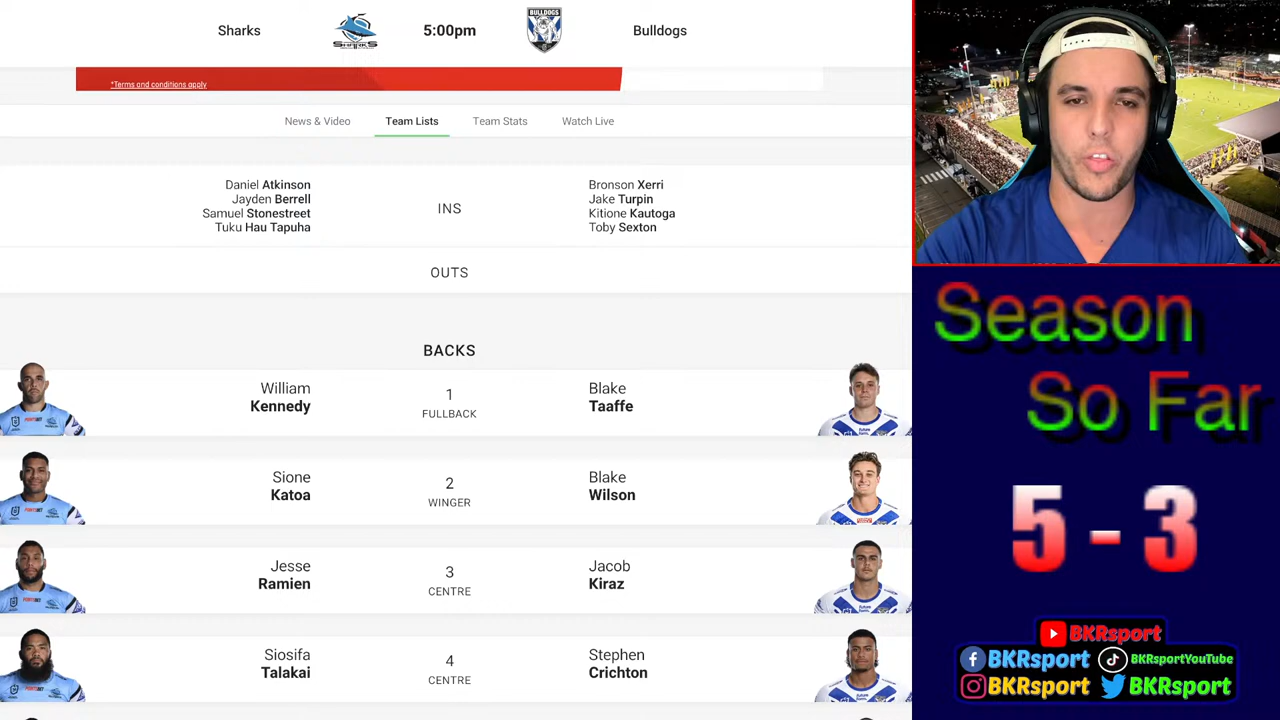 Sharks
SHARKS
5:00pm
BULLDOGS
Bulldogs
*Terms and conditions apply
News & Video
Team Lists
Team Stats
Watch Live
Daniel Atkinson
Jayden Berrell
Samuel Stonestreet
Tuku Hau Tapuha
INS
Bronson Xerri
Jake Turpin
Kitione Kautoga
Toby Sexton
OUTS
BACKS
William
Kennedy
1
FULLBACK
Blake
Taaffe
Sione
Katoa
2
WINGER
Blake
Wilson
Jesse
Ramien
3
CENTRE
Jacob
Kiraz
Siosifa
Talakai
4
CENTRE
Stephen
Crichton
Season
So Far
5 - 3
BKRsport
BKRsport
BKRsportYouTube
BKRsport
BKRsport